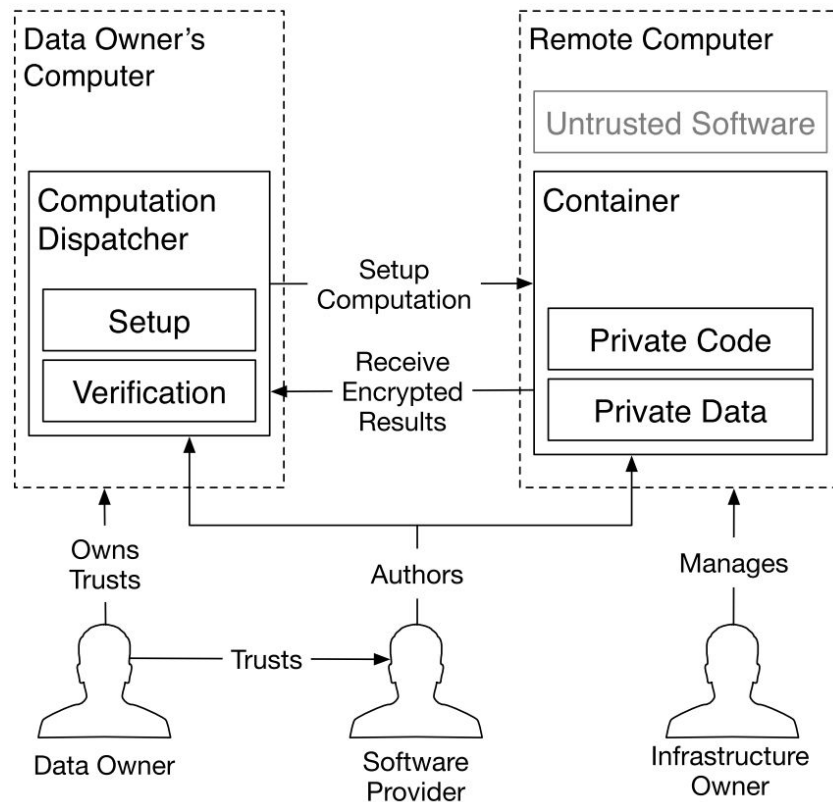 Data Owner's
Computer
Remote Computer
Untrusted Software
Computation
Dispatcher
Container
Setup
Computation
Setup
Private Code
Verification
Receive
Encrypted
Results
Private Data
Owns
Trusts
Authors
Manages
Trusts
Data Owner
Software
Provider
Infrastructure
Owner